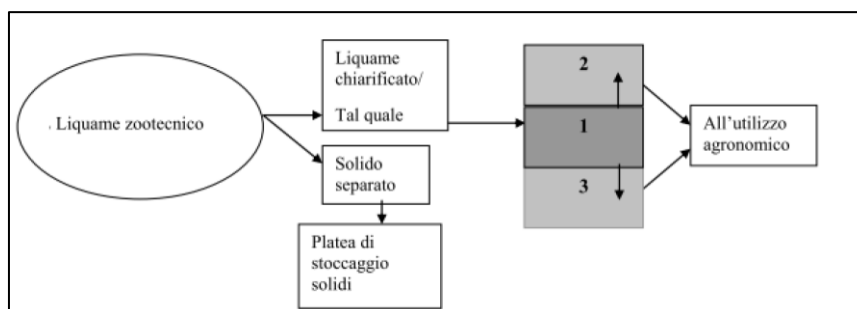 Liquame zootecnico
Liquame
chiarificato/
Tal quale
Solido
separato
Platea di
stoccaggio
solidi
2
1
3
All'utilizzo
agronomico